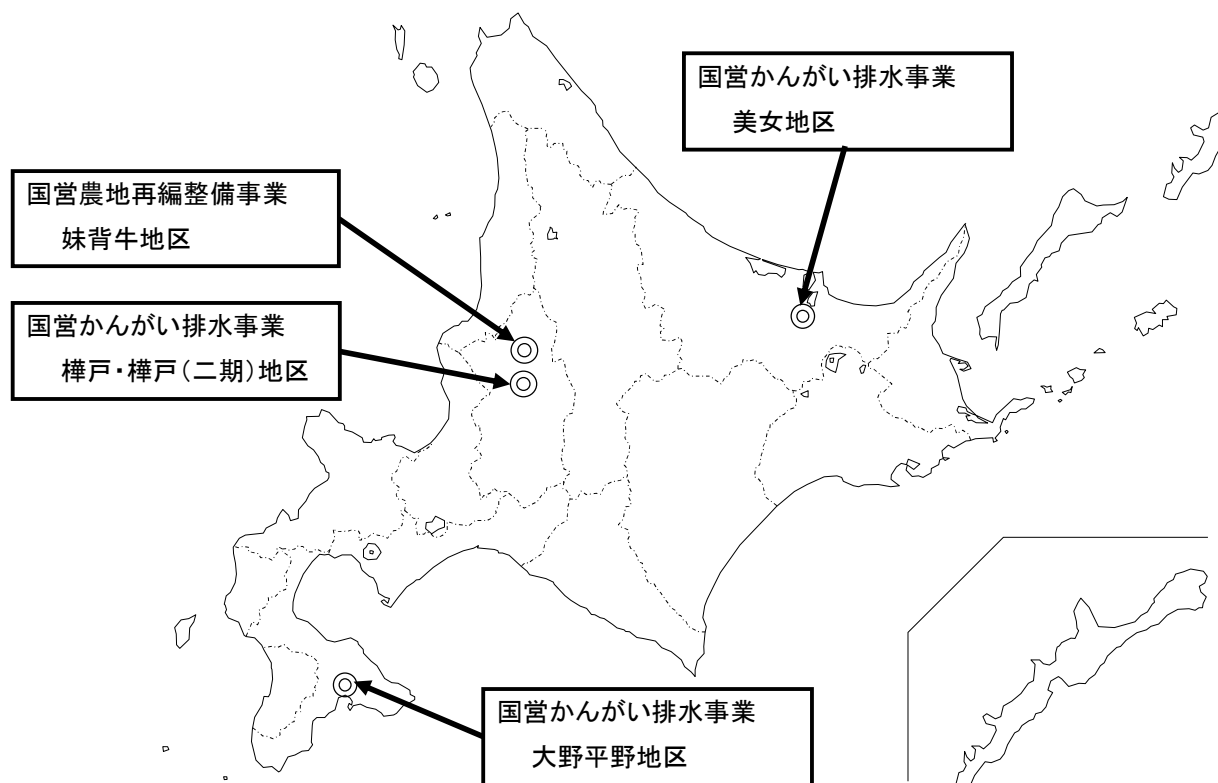 国営かんがい排水事業
美女地区
国営農地再編整備事業
妹背牛地区
国営かんがい排水事業
樺戸・樺戸（二期）地区
国営かんがい排水事業
大野平野地区